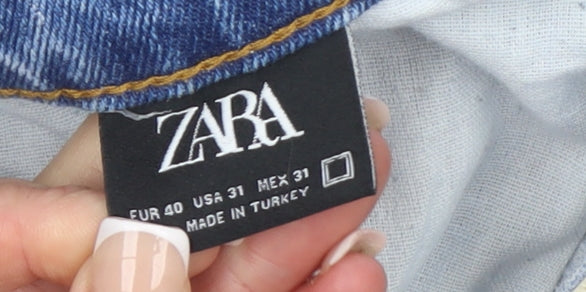 ZARA
EUR 40 USA 31 MEX 31
MADE IN TURKEY